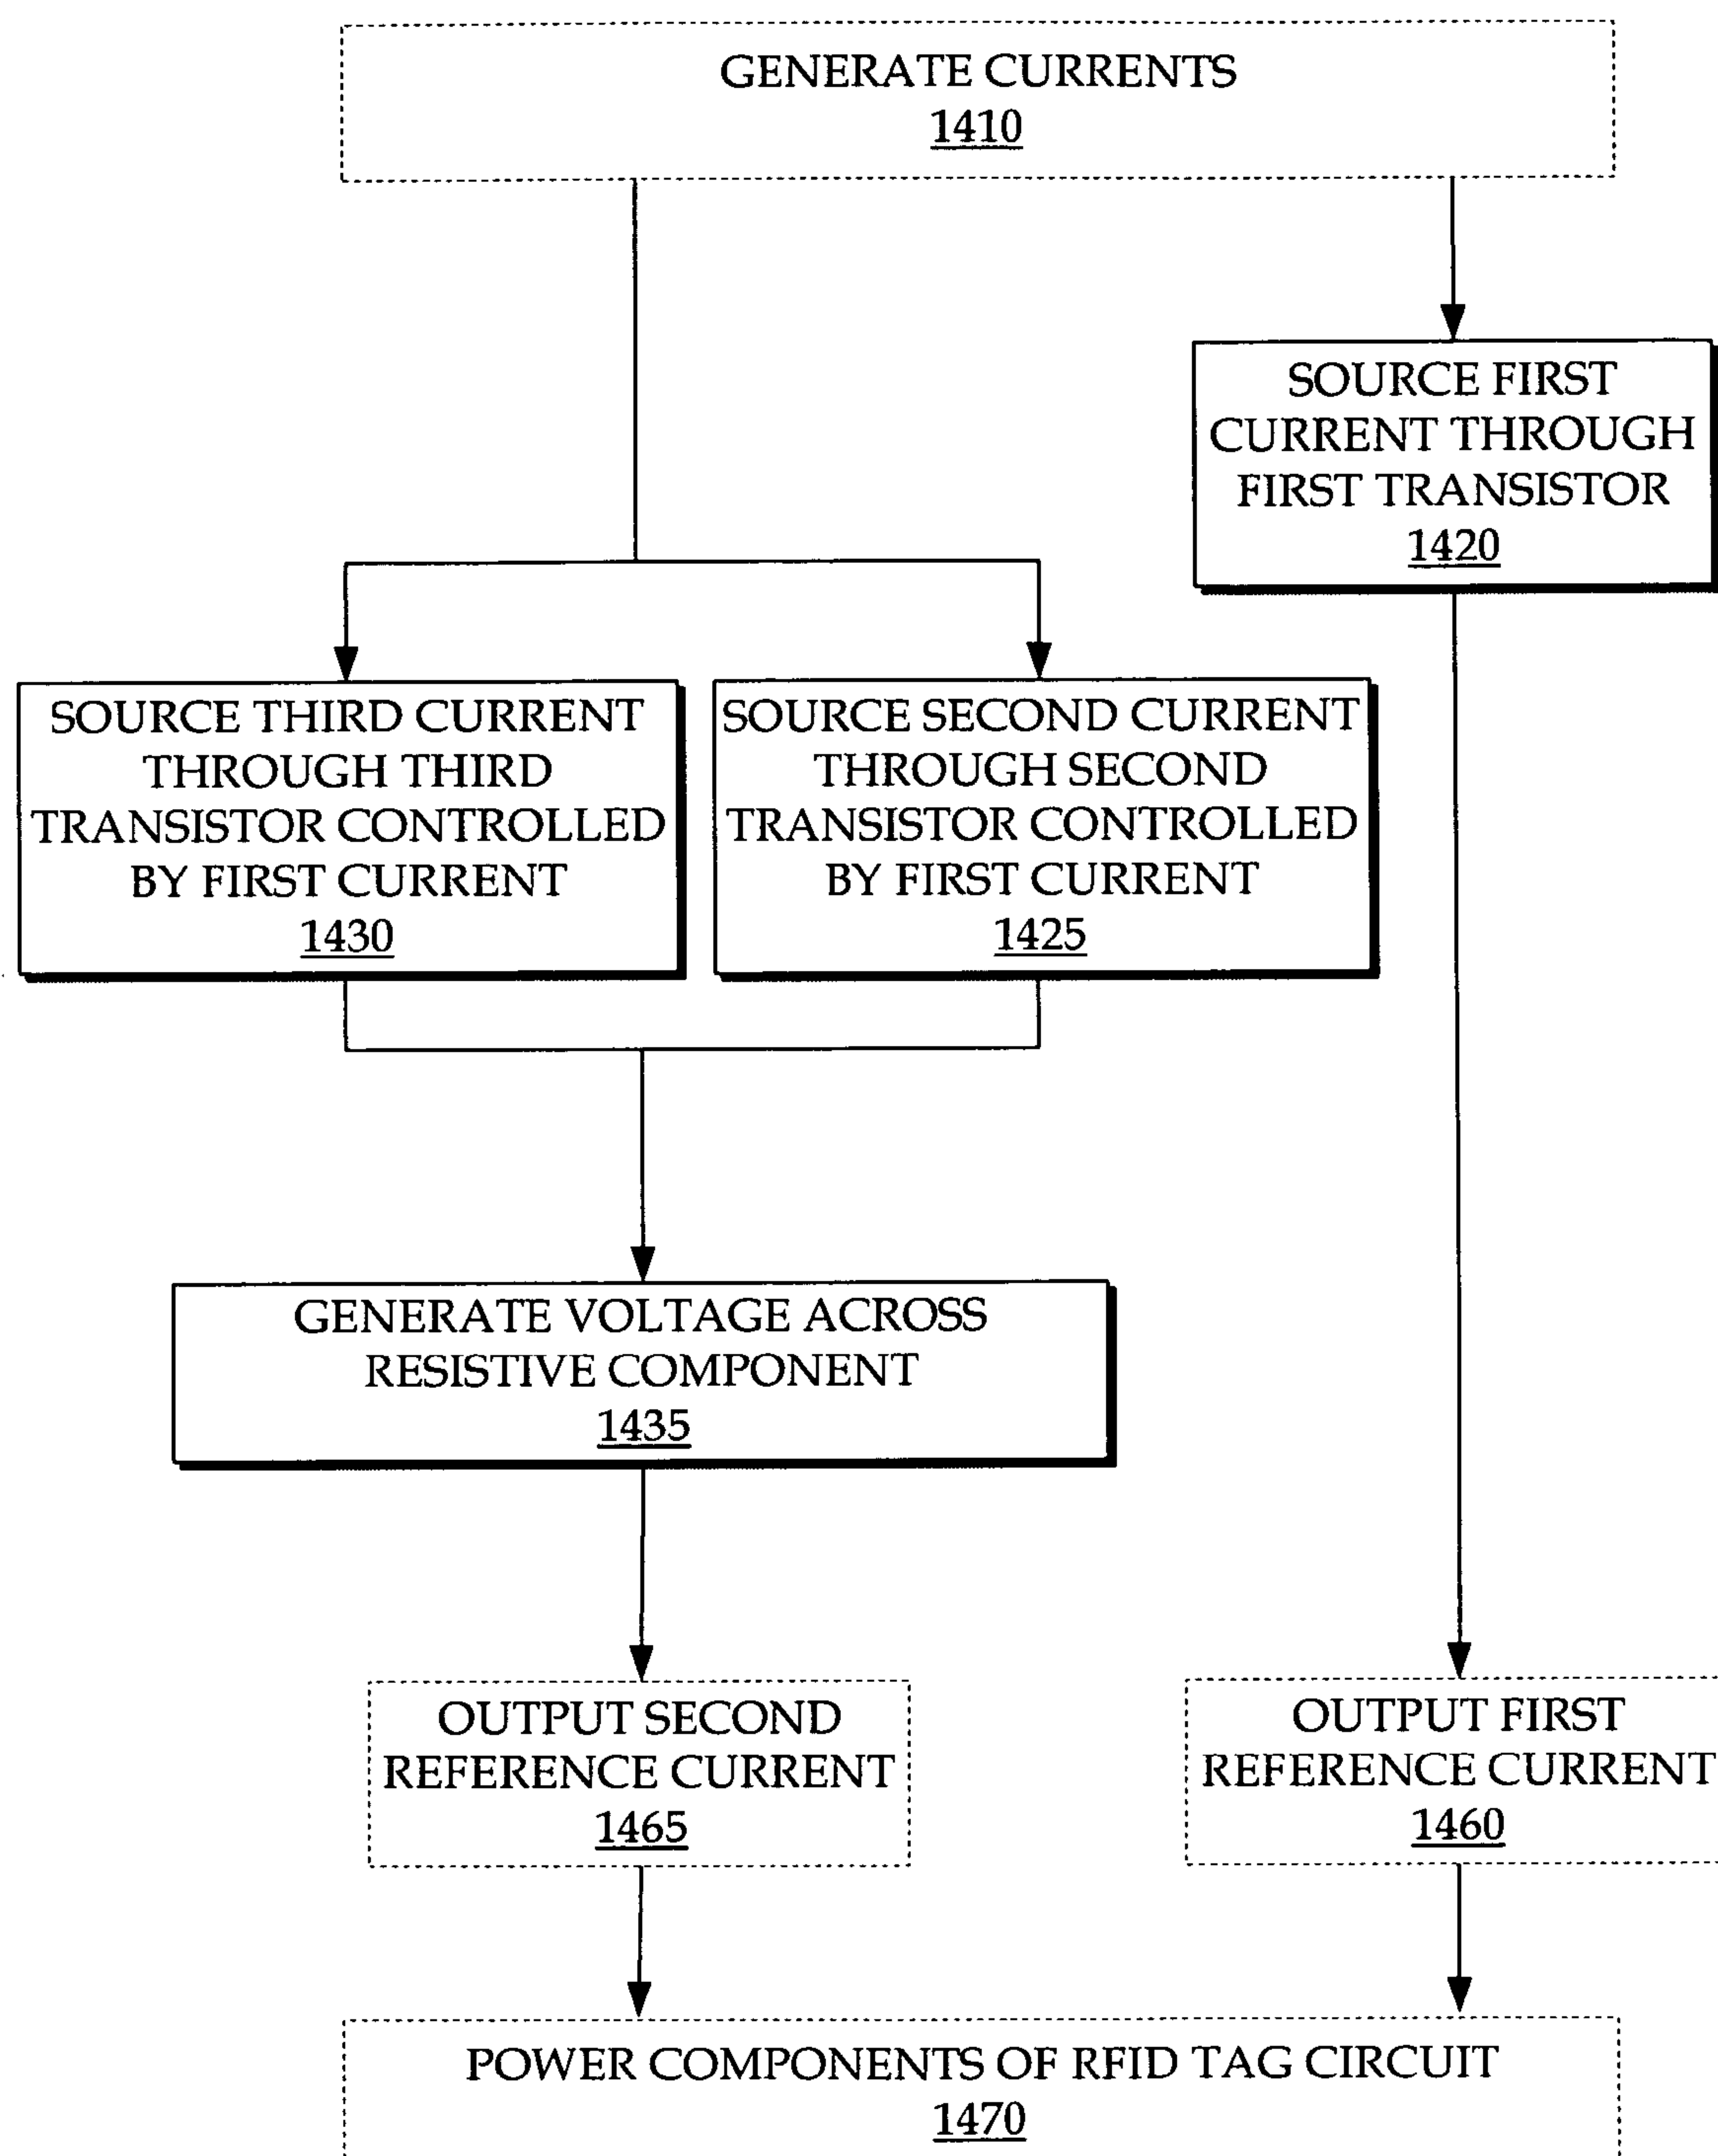 GENERATE CURRENTS
1410
SOURCE FIRST
CURRENT THROUGH
FIRST TRANSISTOR
1420
SOURCE THIRD CURRENT
THROUGH THIRD
TRANSISTOR CONTROLLED
BY FIRST CURRENT
1430
SOURCE SECOND CURRENT
THROUGH SECOND
TRANSISTOR CONTROLLED
BY FIRST CURRENT
1425
GENERATE VOLTAGE ACROSS
RESISTIVE COMPONENT
1435
OUTPUT SECOND
REFERENCE CURRENT
1465
OUTPUT FIRST
REFERENCE CURRENT
1460
POWER COMPONENTS OF RFID TAG CIRCUIT
1470